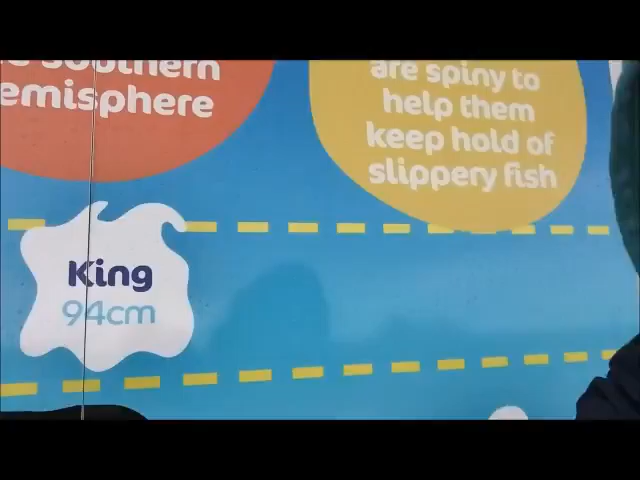 southern
emisphere
are spiny to
help them
keep hold of
slippery fish
King
94cm